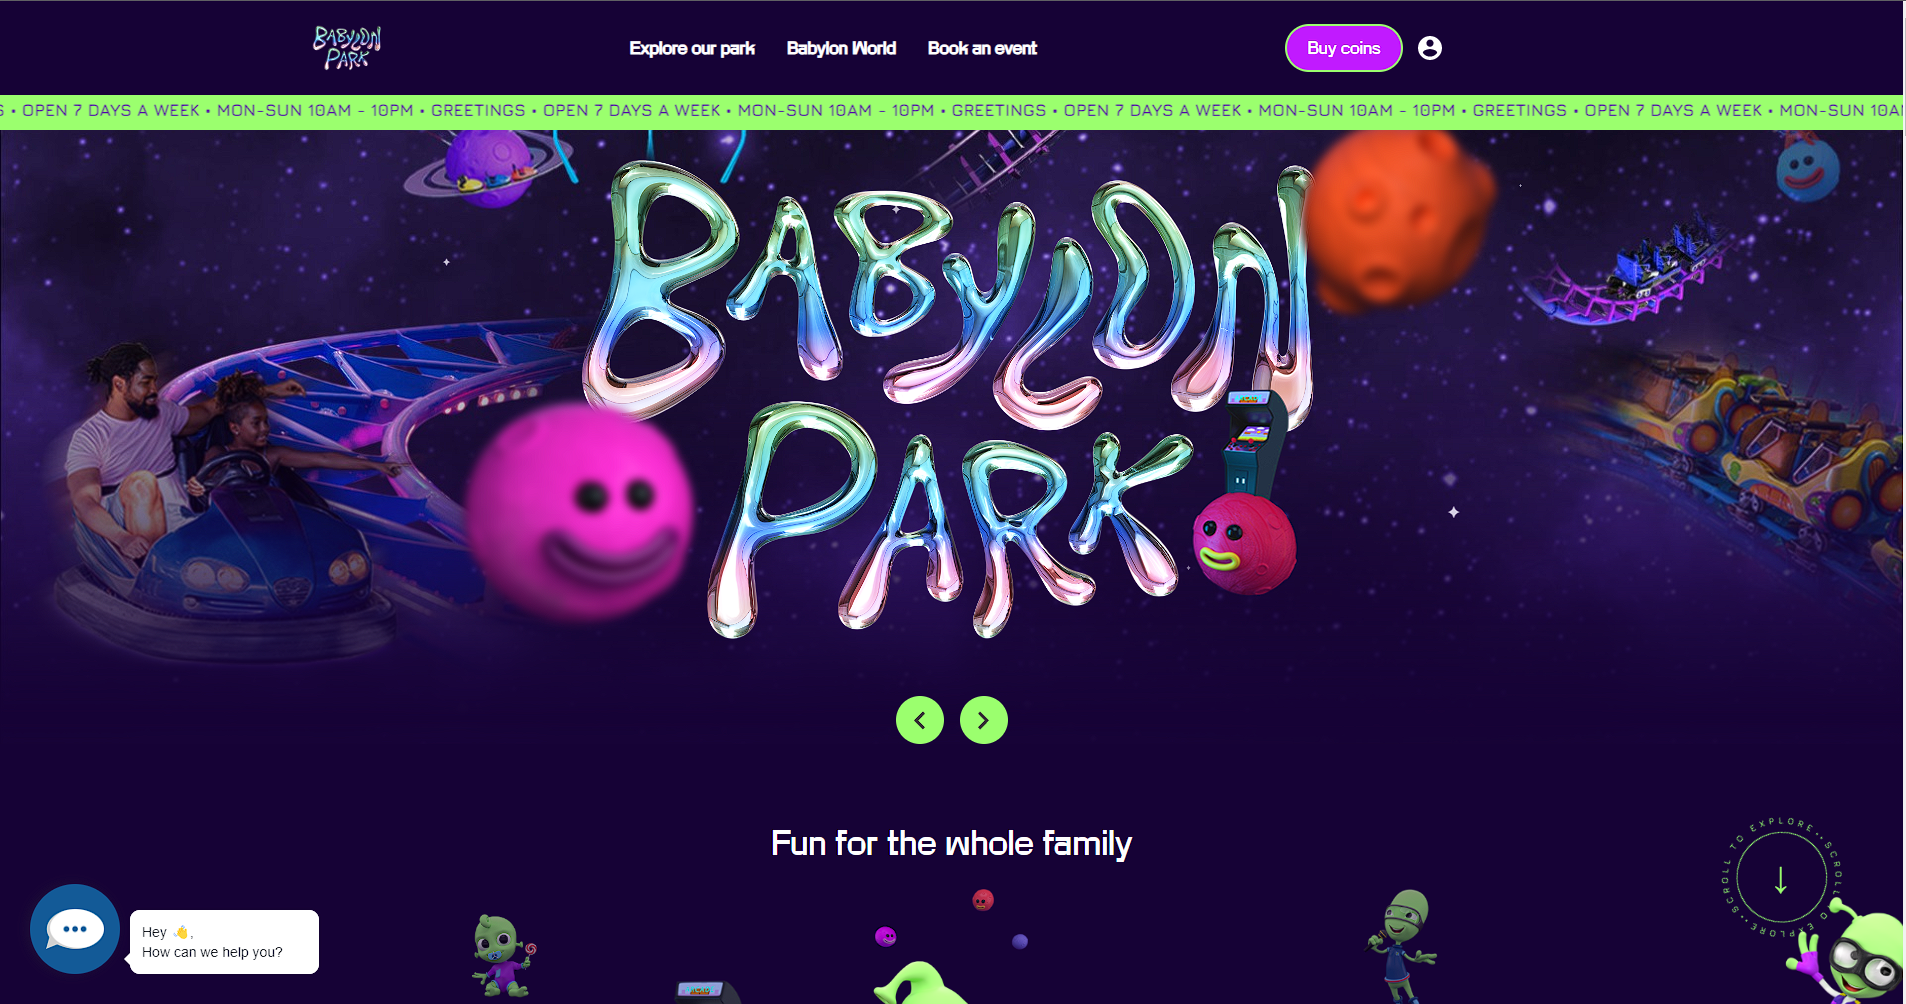 BABYLON
PARK
Explore our park
Babylon World
Book an event
Buy coins
• OPEN 7 DAYS A WEEK • MON-SUN 10AM - 10PM • GREETINGS • OPEN 7 DAYS A WEEK • MON-SUN 10AM - 10PM • GREETINGS • OPEN 7 DAYS A WEEK • MON-SUN 10AM - 10PM • GREETINGS • OPEN 7 DAYS A WEEK • MON-SUN
BABYLON
PARK
Fun for the whole family
SCROLL TO EXPLORE • • SCROLL TO EXPLORE • •
Hey 👋,
How can we help you?